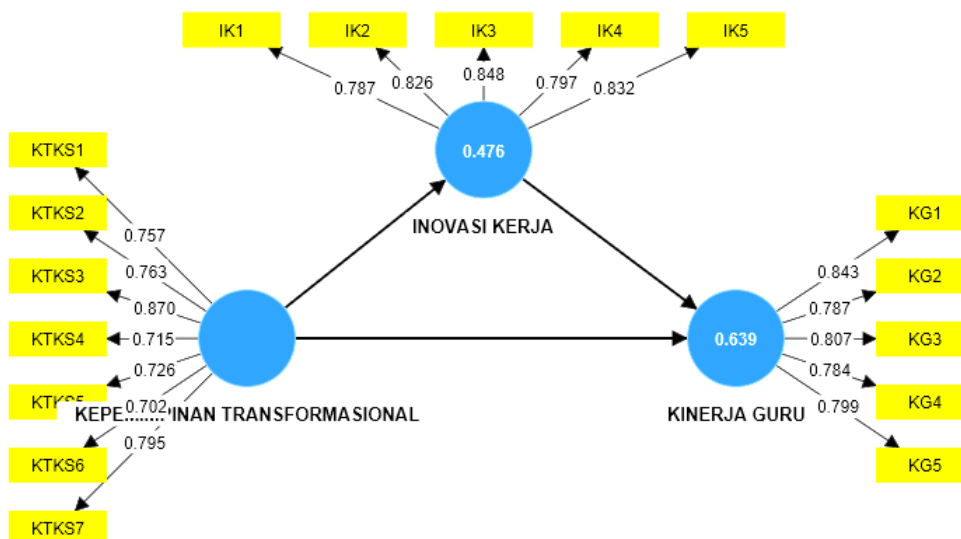 IK1 IK2 IK3 IK4 IK5
0.787 0.826 0.848 0.797 0.832
0.476
INOVASI KERJA
KTKS1
KTKS2
KTKS3
KTKS4
KTKS6
KTKS7
0.757
0.763
0.870
0.715
0.726
0.702
0.795
TRANSFORMASIONAL
0.639
KINERJA GURU
0.843
0.787
0.807
0.784
0.799
KG1
KG2
KG3
KG4
KG5